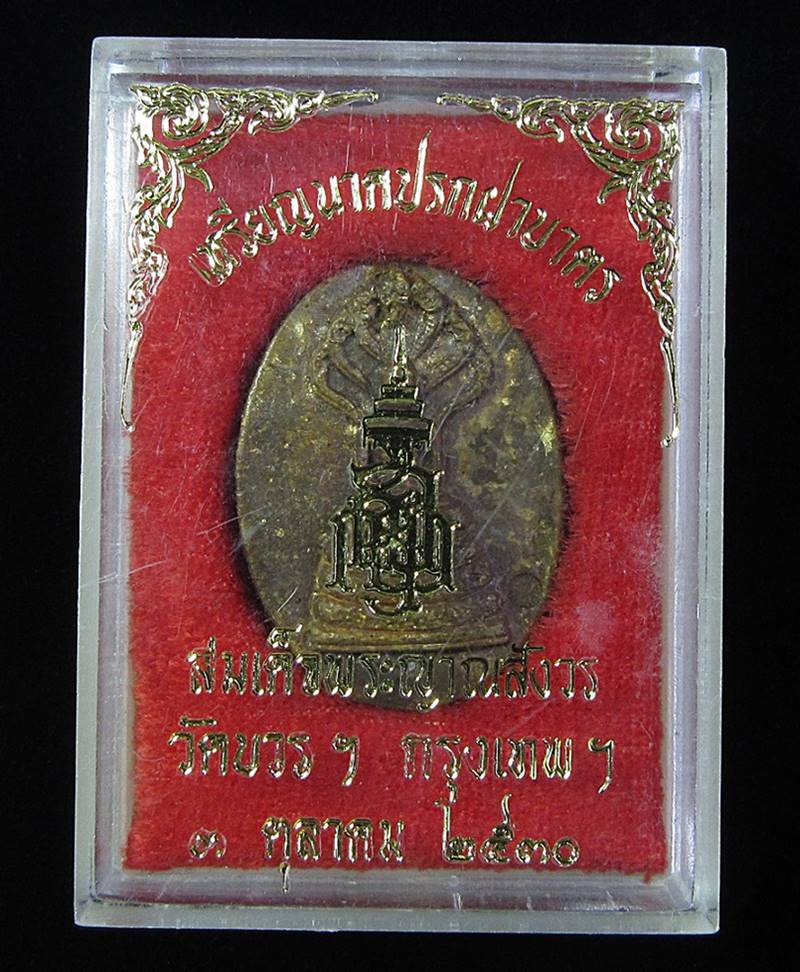 เหรียญนาคปรกฝาบาตร
สมเด็จพระญาณสังวร
วัดบวร ฯ กรุงเทพ ฯ
๓ ตุลาคม ๒๕๓๐